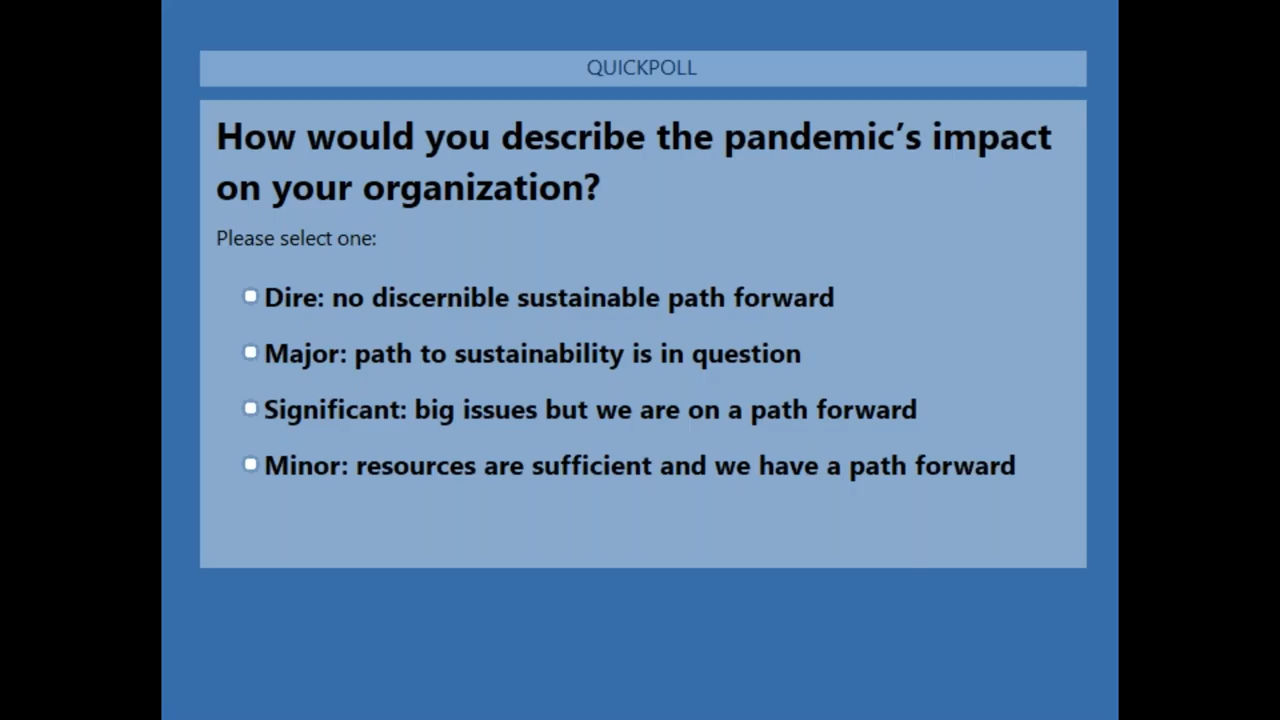 QUICKPOLL
How would you describe the pandemic’s impact
on your organization?
Please select one:
Dire: no discernible sustainable path forward
Major: path to sustainability is in question
Significant: big issues but we are on a path forward
Minor: resources are sufficient and we have a path forward